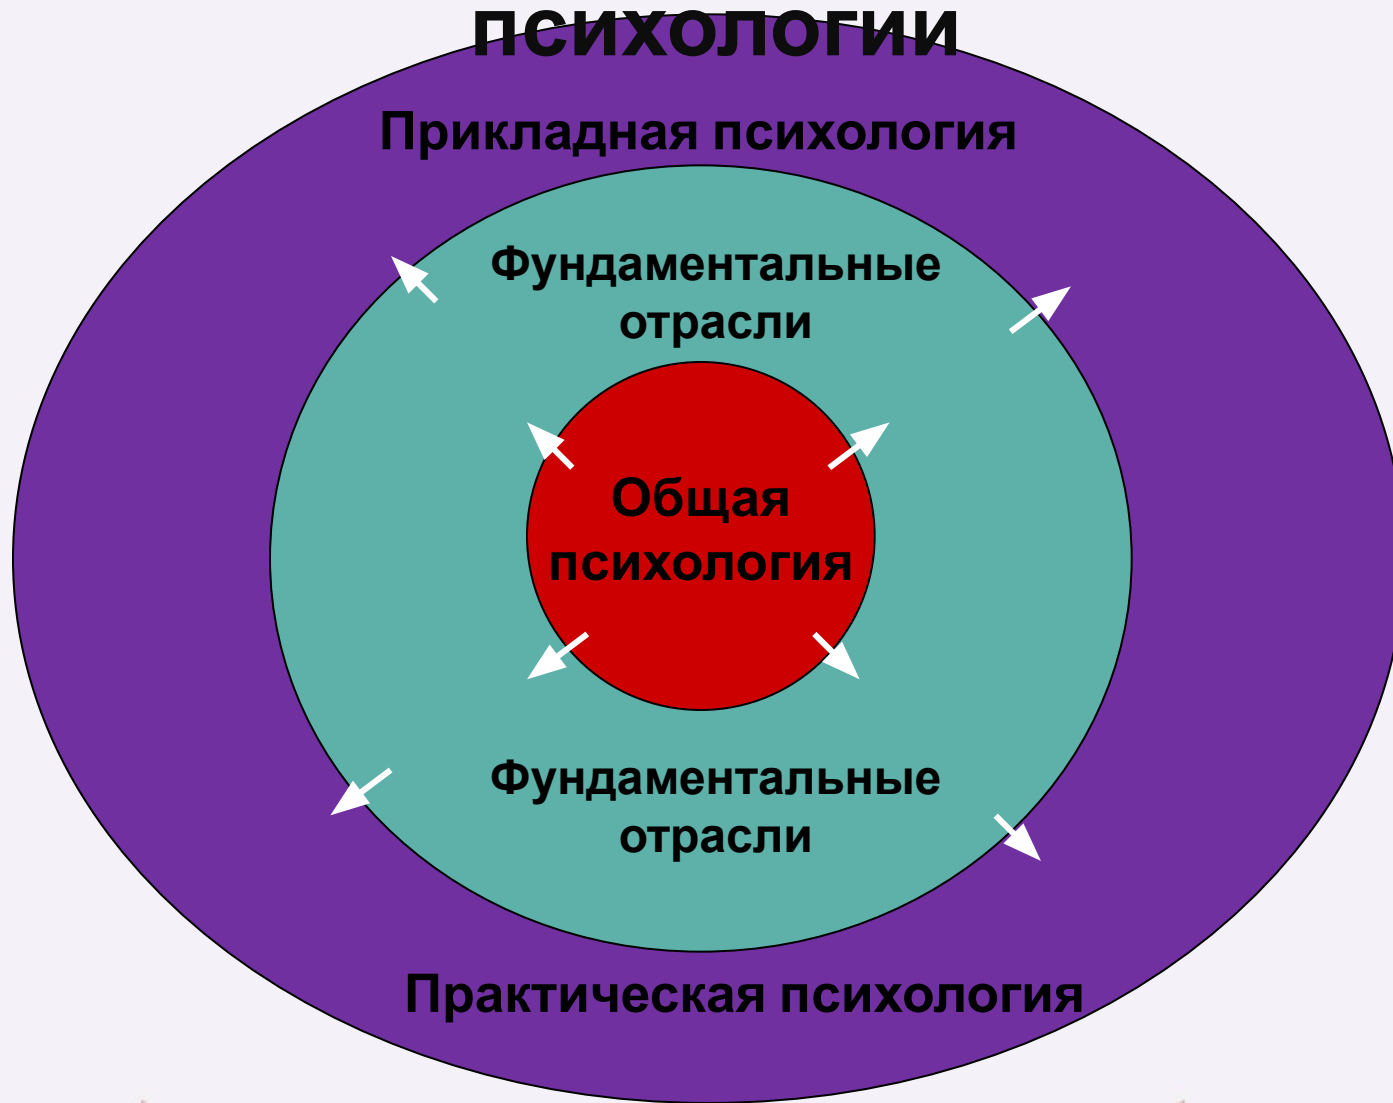 психологии
Прикладная психология
Фундаментальные
отрасли
Общая
психология
Фундаментальные
отрасли
Практическая психология